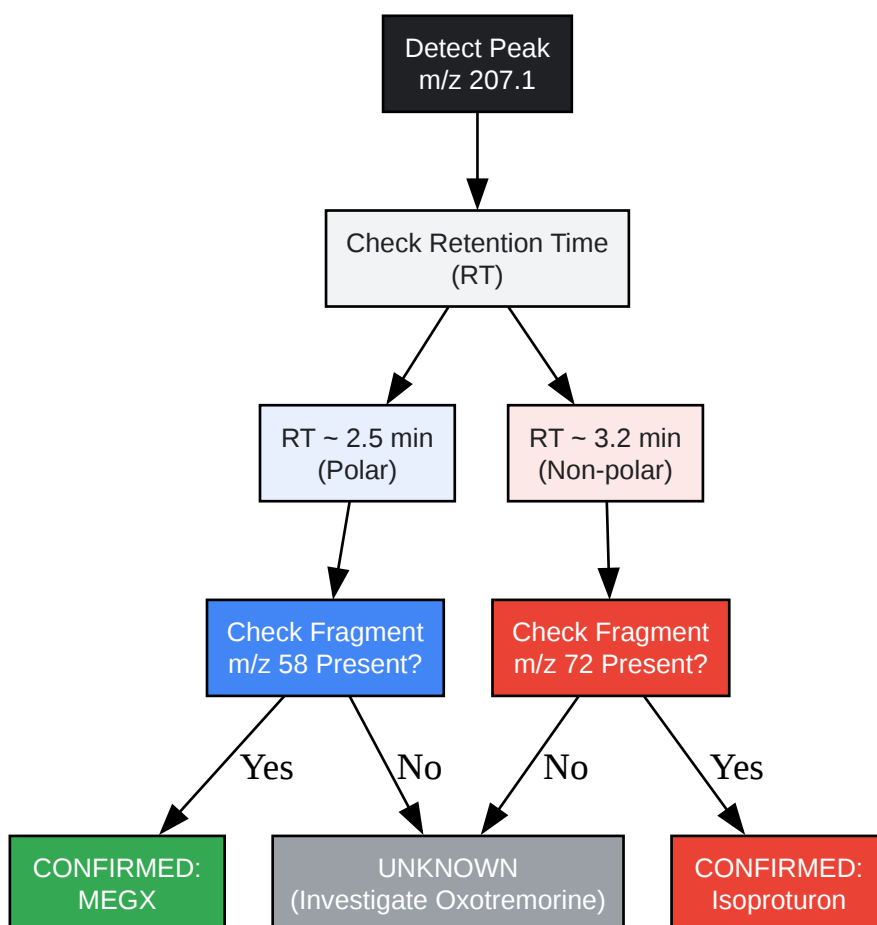 Detect Peak
m/z 207.1
Check Retention Time
(RT)
RT ~ 2.5 min
(Polar)
RT ~ 3.2 min
(Non-polar)
Check Fragment
m/z 58 Present?
Check Fragment
m/z 72 Present?
Yes
No
No
Yes
CONFIRMED:
MEGX
UNKNOWN
(Investigate Oxotremorine)
CONFIRMED:
Isoproturon